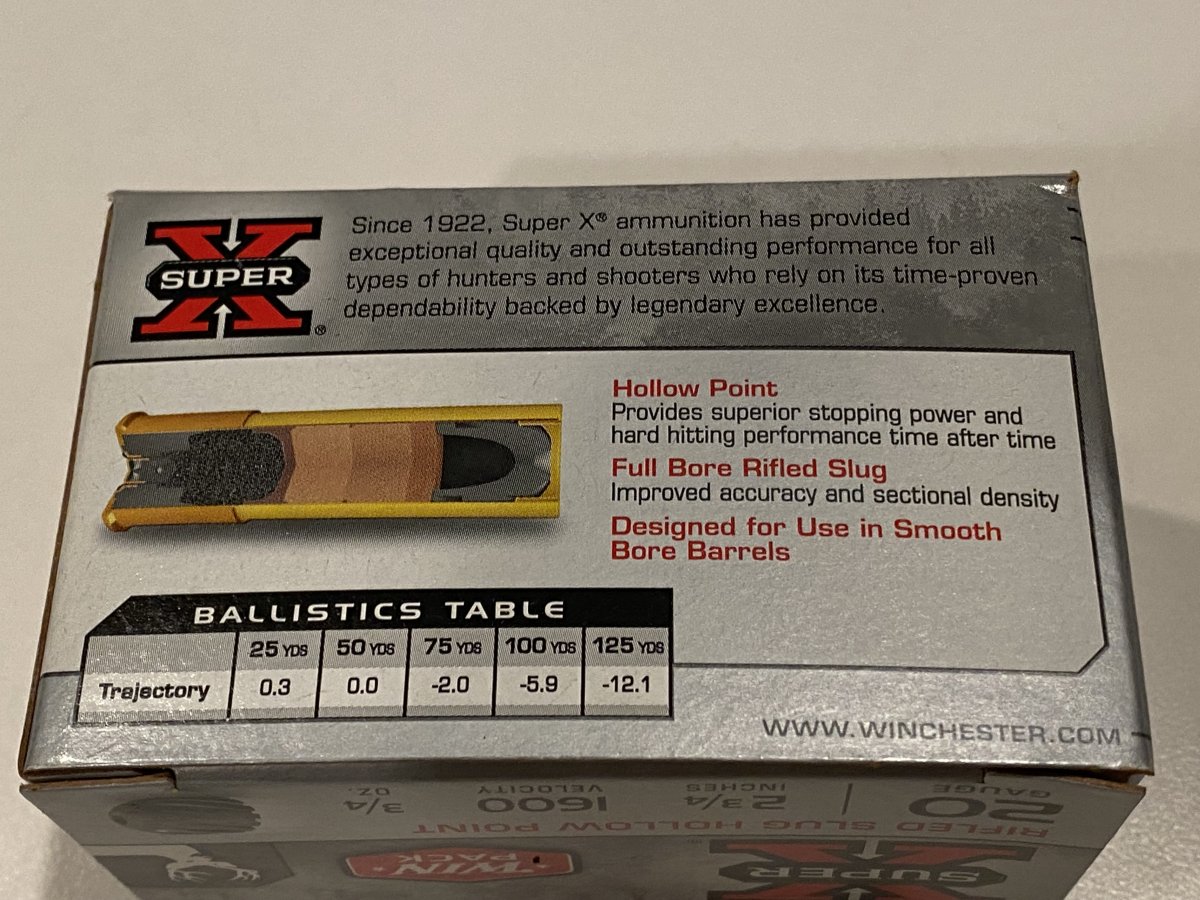 X
SUPER
®
Since 1922, Super X® ammunition has provided
exceptional quality and outstanding performance for all
types of hunters and shooters who rely on its time-proven
dependability backed by legendary excellence.
Hollow Point
Provides superior stopping power and
hard hitting performance time after time
Full Bore Rifled Slug
Improved accuracy and sectional density
Designed for Use in Smooth
Bore Barrels
BALLISTICS TABLE
25 YDS 50 YDS 75 YDS 100 YDS 125 YDS
Trajectory 0.3 0.0 -2.0 -5.9 -12.1
WWW.WINCHESTER.COM
20 GAUGE | 2 3/4 INCHES 1600 VELOCITY 3/4 OZ.
RIFLED SLUG HOLLOW POINT
SUPER X
TWIN PACK